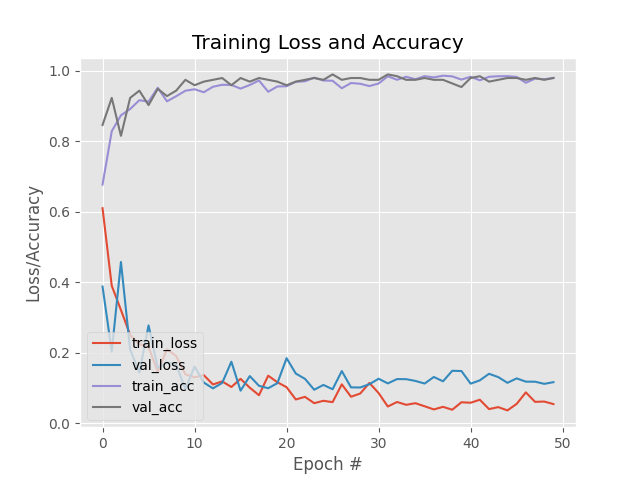 Training Loss and Accuracy
Loss/Accuracy
1.0
0.8
0.6
0.4
0.2
0.0
train_loss
val_loss
train_acc
val_acc
0 10 20 30 40 50
Epoch #